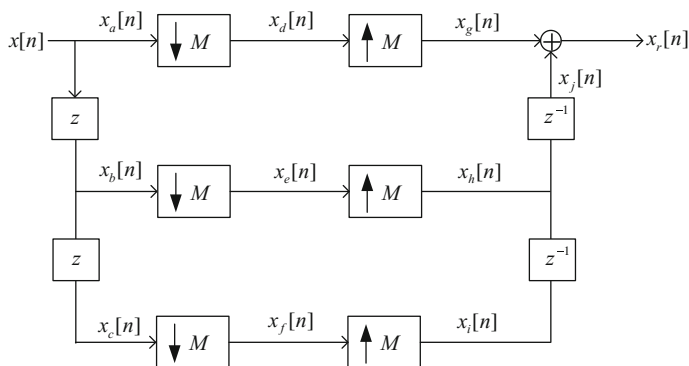 x[n] x_a[n] M x_d[n] M x_g[n] x_r[n]
x_j[n]
z z⁻¹
x_b[n] M x_e[n] M x_h[n]
z z⁻¹
x_c[n] M x_f[n] M x_i[n]